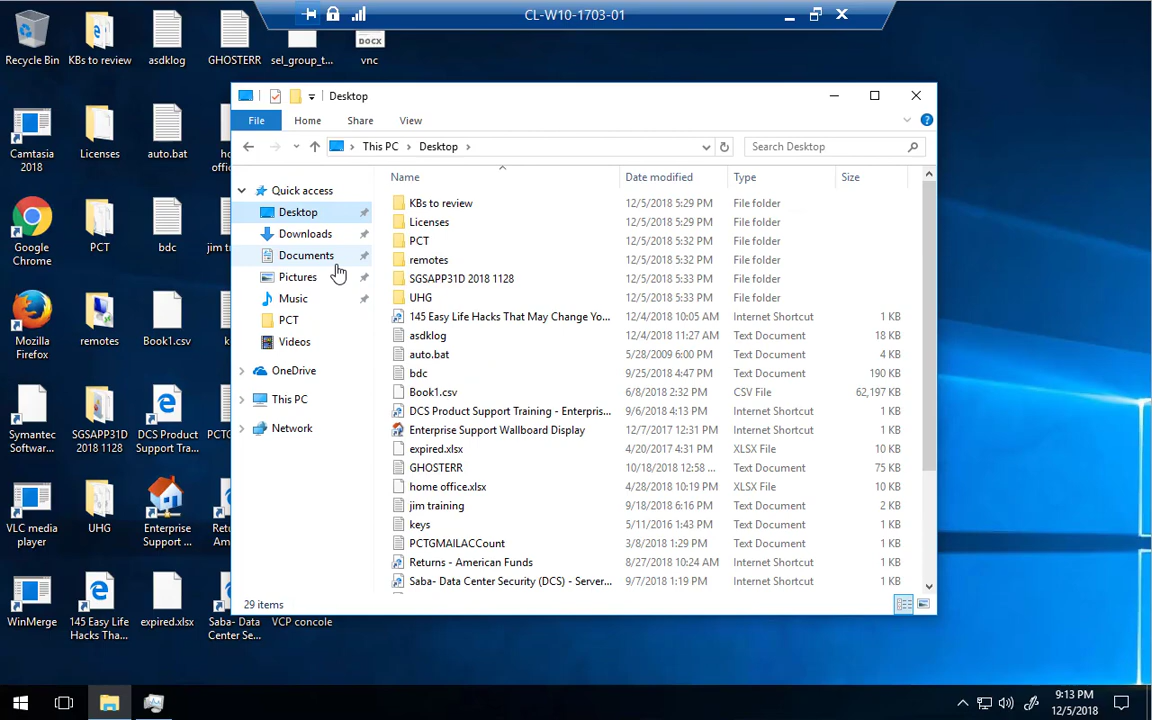 CL-W10-1703-01
Recycle Bin
KBs to review
asdklog
GHOSTERR
sel_group_t...
DOCX
vnc
Camtasia
2018
Licenses
auto.bat
Google
Chrome
PCT
bdc
Mozilla
Firefox
remotes
Book1.csv
Symantec
Softwar...
SGSAPP31D
2018 1128
DCS Product
Support Tra...
VLC media
player
UHG
Enterprise
Support ...
WinMerge
145 Easy Life
Hacks Tha...
expired.xlsx
Saba- Data
Center Se...
VCP concole
Desktop
File
Home
Share
View
This PC
Desktop
Search Desktop
Quick access
Desktop
Downloads
Documents
Pictures
Music
PCT
Videos
OneDrive
This PC
Network
Name Date modified Type Size
KBs to review 12/5/2018 5:29 PM File folder
Licenses 12/5/2018 5:29 PM File folder
PCT 12/5/2018 5:32 PM File folder
remotes 12/5/2018 5:32 PM File folder
SGSAPP31D 2018 1128 12/5/2018 5:33 PM File folder
UHG 12/5/2018 5:33 PM File folder
145 Easy Life Hacks That May Change Yo... 12/4/2018 10:05 AM Internet Shortcut 1 KB
asdklog 12/4/2018 11:27 AM Text Document 18 KB
auto.bat 5/28/2009 6:00 PM Text Document 4 KB
bdc 9/25/2018 4:47 PM Text Document 190 KB
Book1.csv 6/8/2018 2:32 PM CSV File 62,197 KB
DCS Product Support Training - Enterpris... 9/6/2018 4:13 PM Internet Shortcut 1 KB
Enterprise Support Wallboard Display 12/7/2017 12:31 PM Internet Shortcut 1 KB
expired.xlsx 4/20/2017 4:31 PM XLSX File 10 KB
GHOSTERR 10/18/2018 12:58 ... Text Document 75 KB
home office.xlsx 4/28/2018 10:19 PM XLSX File 10 KB
jim training 9/18/2018 6:16 PM Text Document 2 KB
keys 5/11/2016 1:43 PM Text Document 1 KB
PCTGMAILACCount 3/8/2018 1:29 PM Text Document 1 KB
Returns - American Funds 8/27/2018 10:24 AM Internet Shortcut 1 KB
Saba- Data Center Security (DCS) - Server... 9/7/2018 1:19 PM Internet Shortcut 1 KB
29 items
9:13 PM
12/5/2018